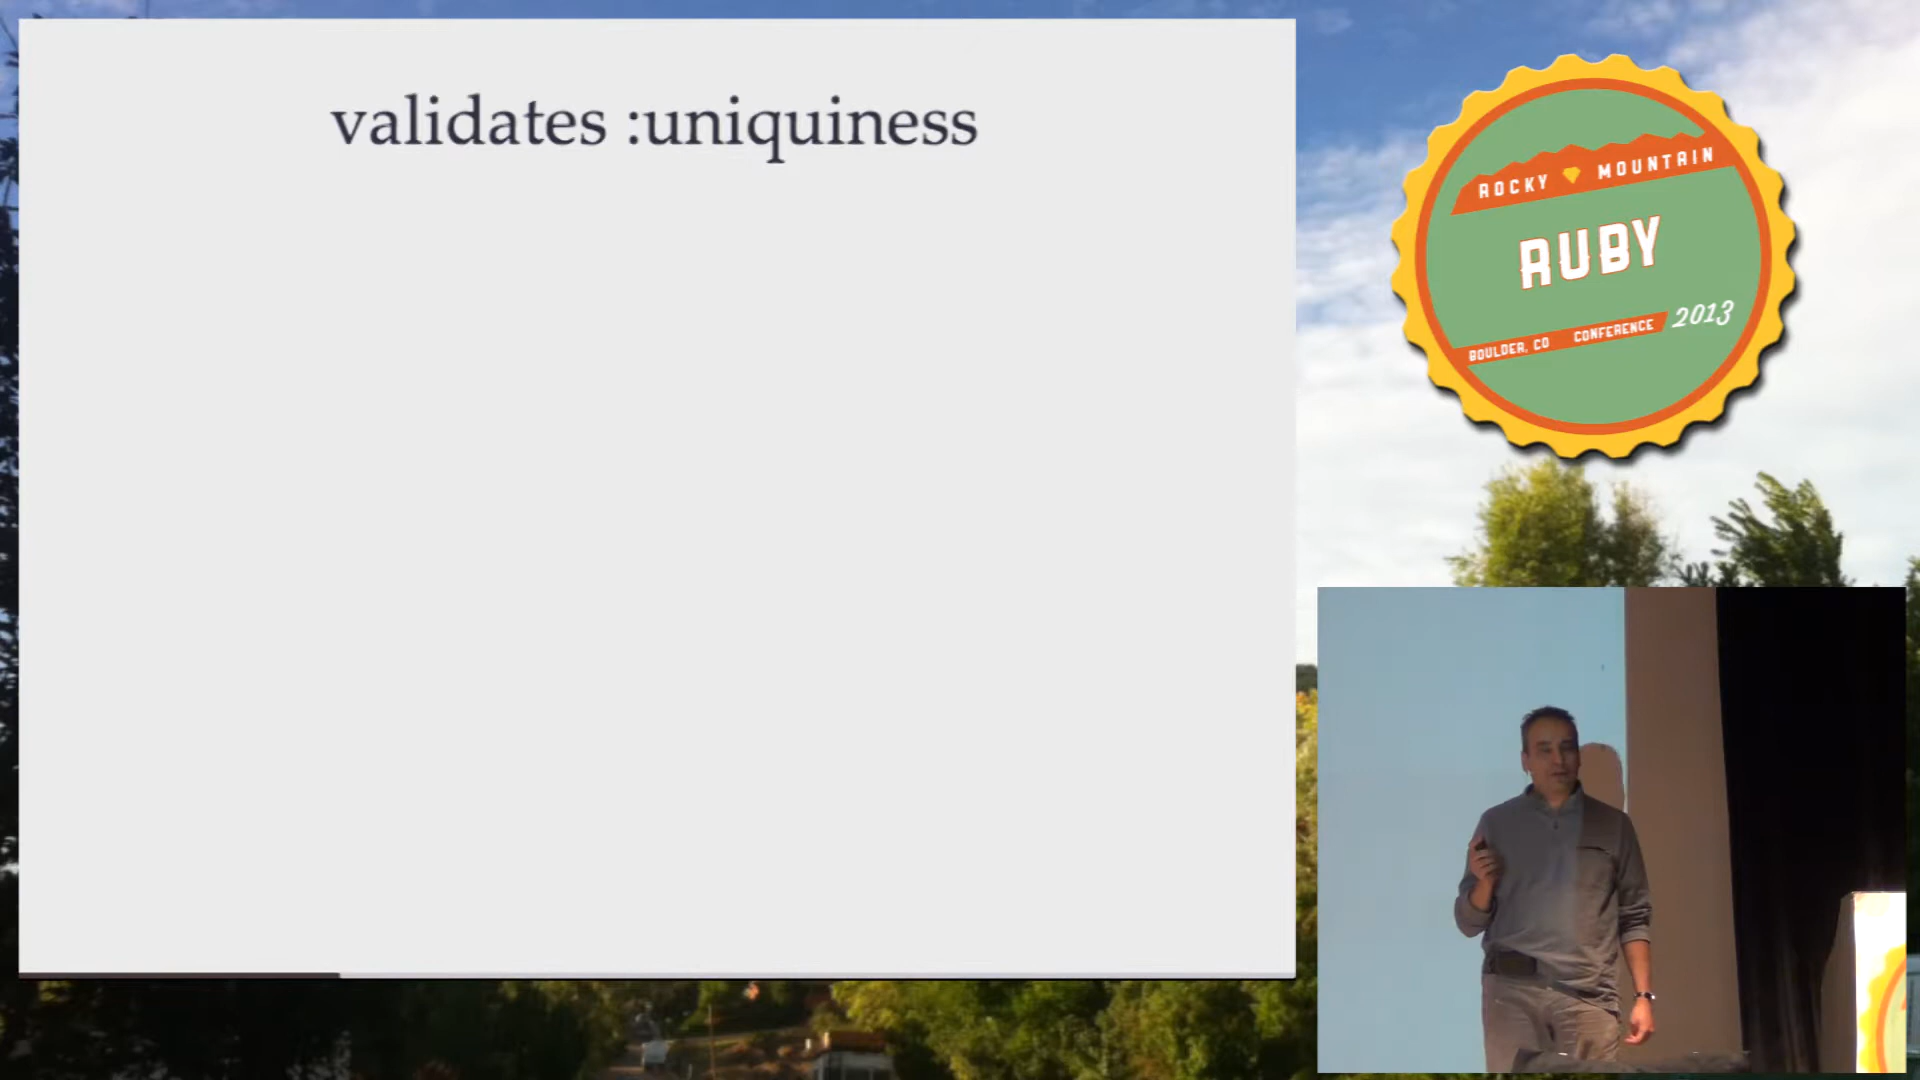 validates :uniquiness
ROCKY MOUNTAIN
RUBY
BOULDER, CO CONFERENCE 2013